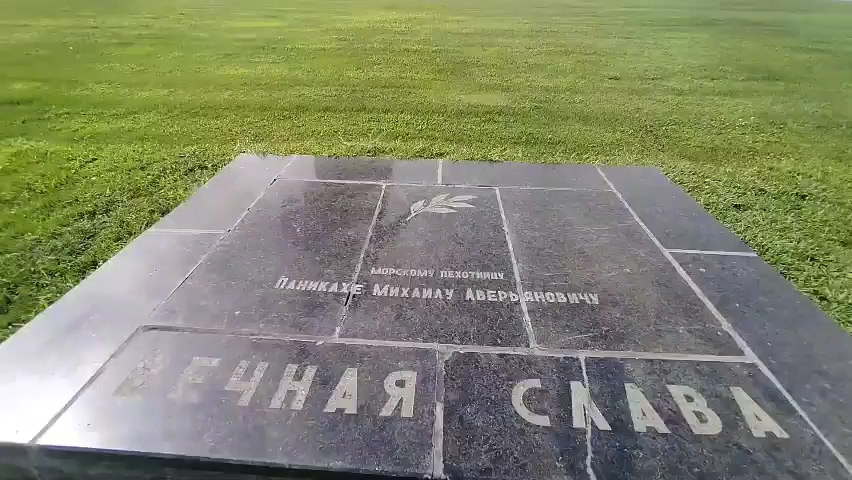 МОРСКОМУ ПЕХОТИНЦУ
ПАНИКАХЕ МИХАИЛУ АВЕРЬЯНОВИЧУ
ВЕЧНАЯ СЛАВА